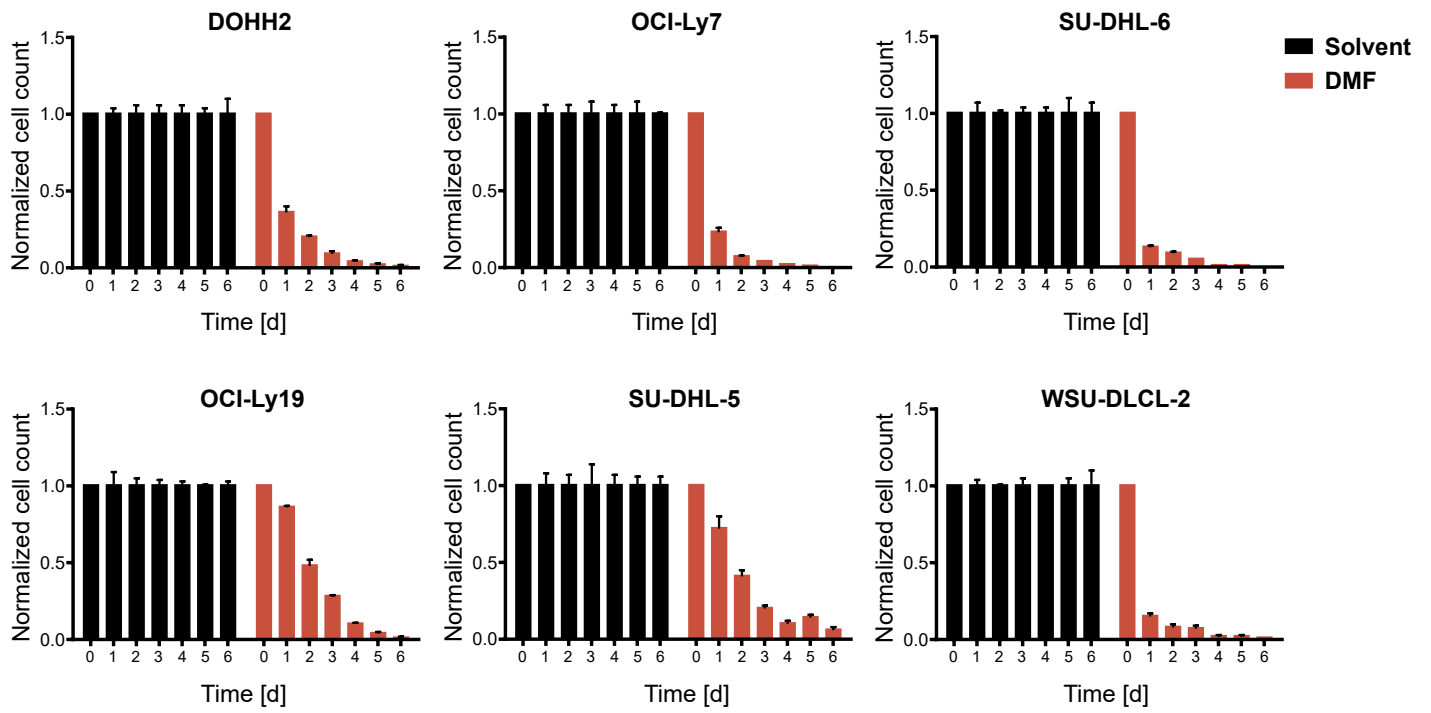 DOHH2
OCI-Ly7
SU-DHL-6
Solvent
DMF
Normalized cell count
1.5
1.0
0.5
0.0
0 1 2 3 4 5 6 0 1 2 3 4 5 6
Time [d]
Normalized cell count
1.5
1.0
0.5
0.0
0 1 2 3 4 5 6 0 1 2 3 4 5 6
Time [d]
Normalized cell count
1.5
1.0
0.5
0.0
0 1 2 3 4 5 6 0 1 2 3 4 5 6
Time [d]
OCI-Ly19
SU-DHL-5
WSU-DLCL-2
Normalized cell count
1.5
1.0
0.5
0.0
0 1 2 3 4 5 6 0 1 2 3 4 5 6
Time [d]
Normalized cell count
1.5
1.0
0.5
0.0
0 1 2 3 4 5 6 0 1 2 3 4 5 6
Time [d]
Normalized cell count
1.5
1.0
0.5
0.0
0 1 2 3 4 5 6 0 1 2 3 4 5 6
Time [d]